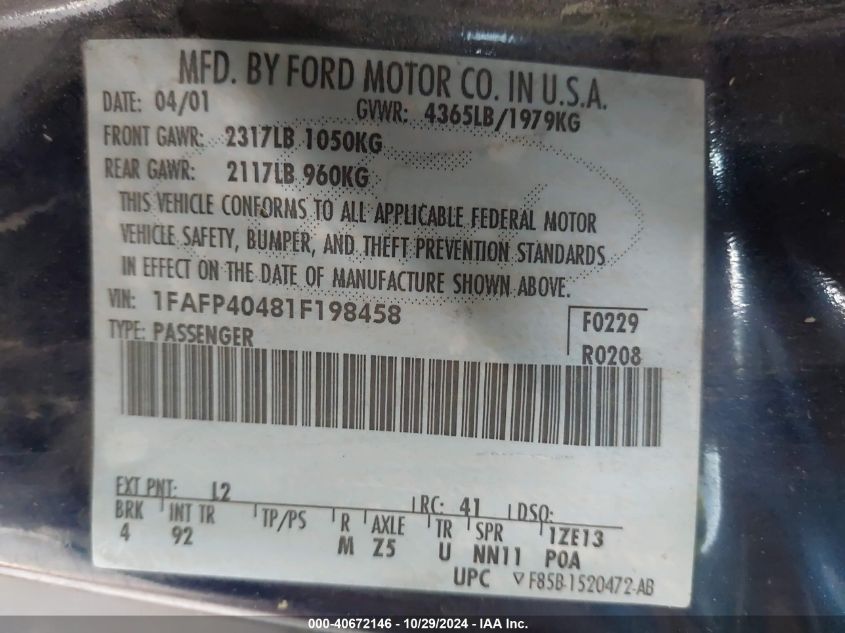 MFD. BY FORD MOTOR CO. IN U.S.A.
DATE: 04/01 GVWR: 4365LB/1979KG
FRONT GAWR: 2317LB 1050KG
REAR GAWR: 2117LB 960KG
THIS VEHICLE CONFORMS TO ALL APPLICABLE FEDERAL MOTOR
VEHICLE SAFETY, BUMPER, AND THEFT PREVENTION STANDARDS
IN EFFECT ON THE DATE OF MANUFACTURE SHOWN ABOVE.
VIN: 1FAFP40481F198458 F0229
TYPE: PASSENGER R0208
EXT PNT: L2 RC: 41 DSO:
BRK INT TR TP/PS R AXLE TR SPR 1ZE13
4 92 M Z5 U NN11 P0A
UPC ▽ F85B-1520472-AB
000-40672146 - 10/29/2024 - IAA Inc.